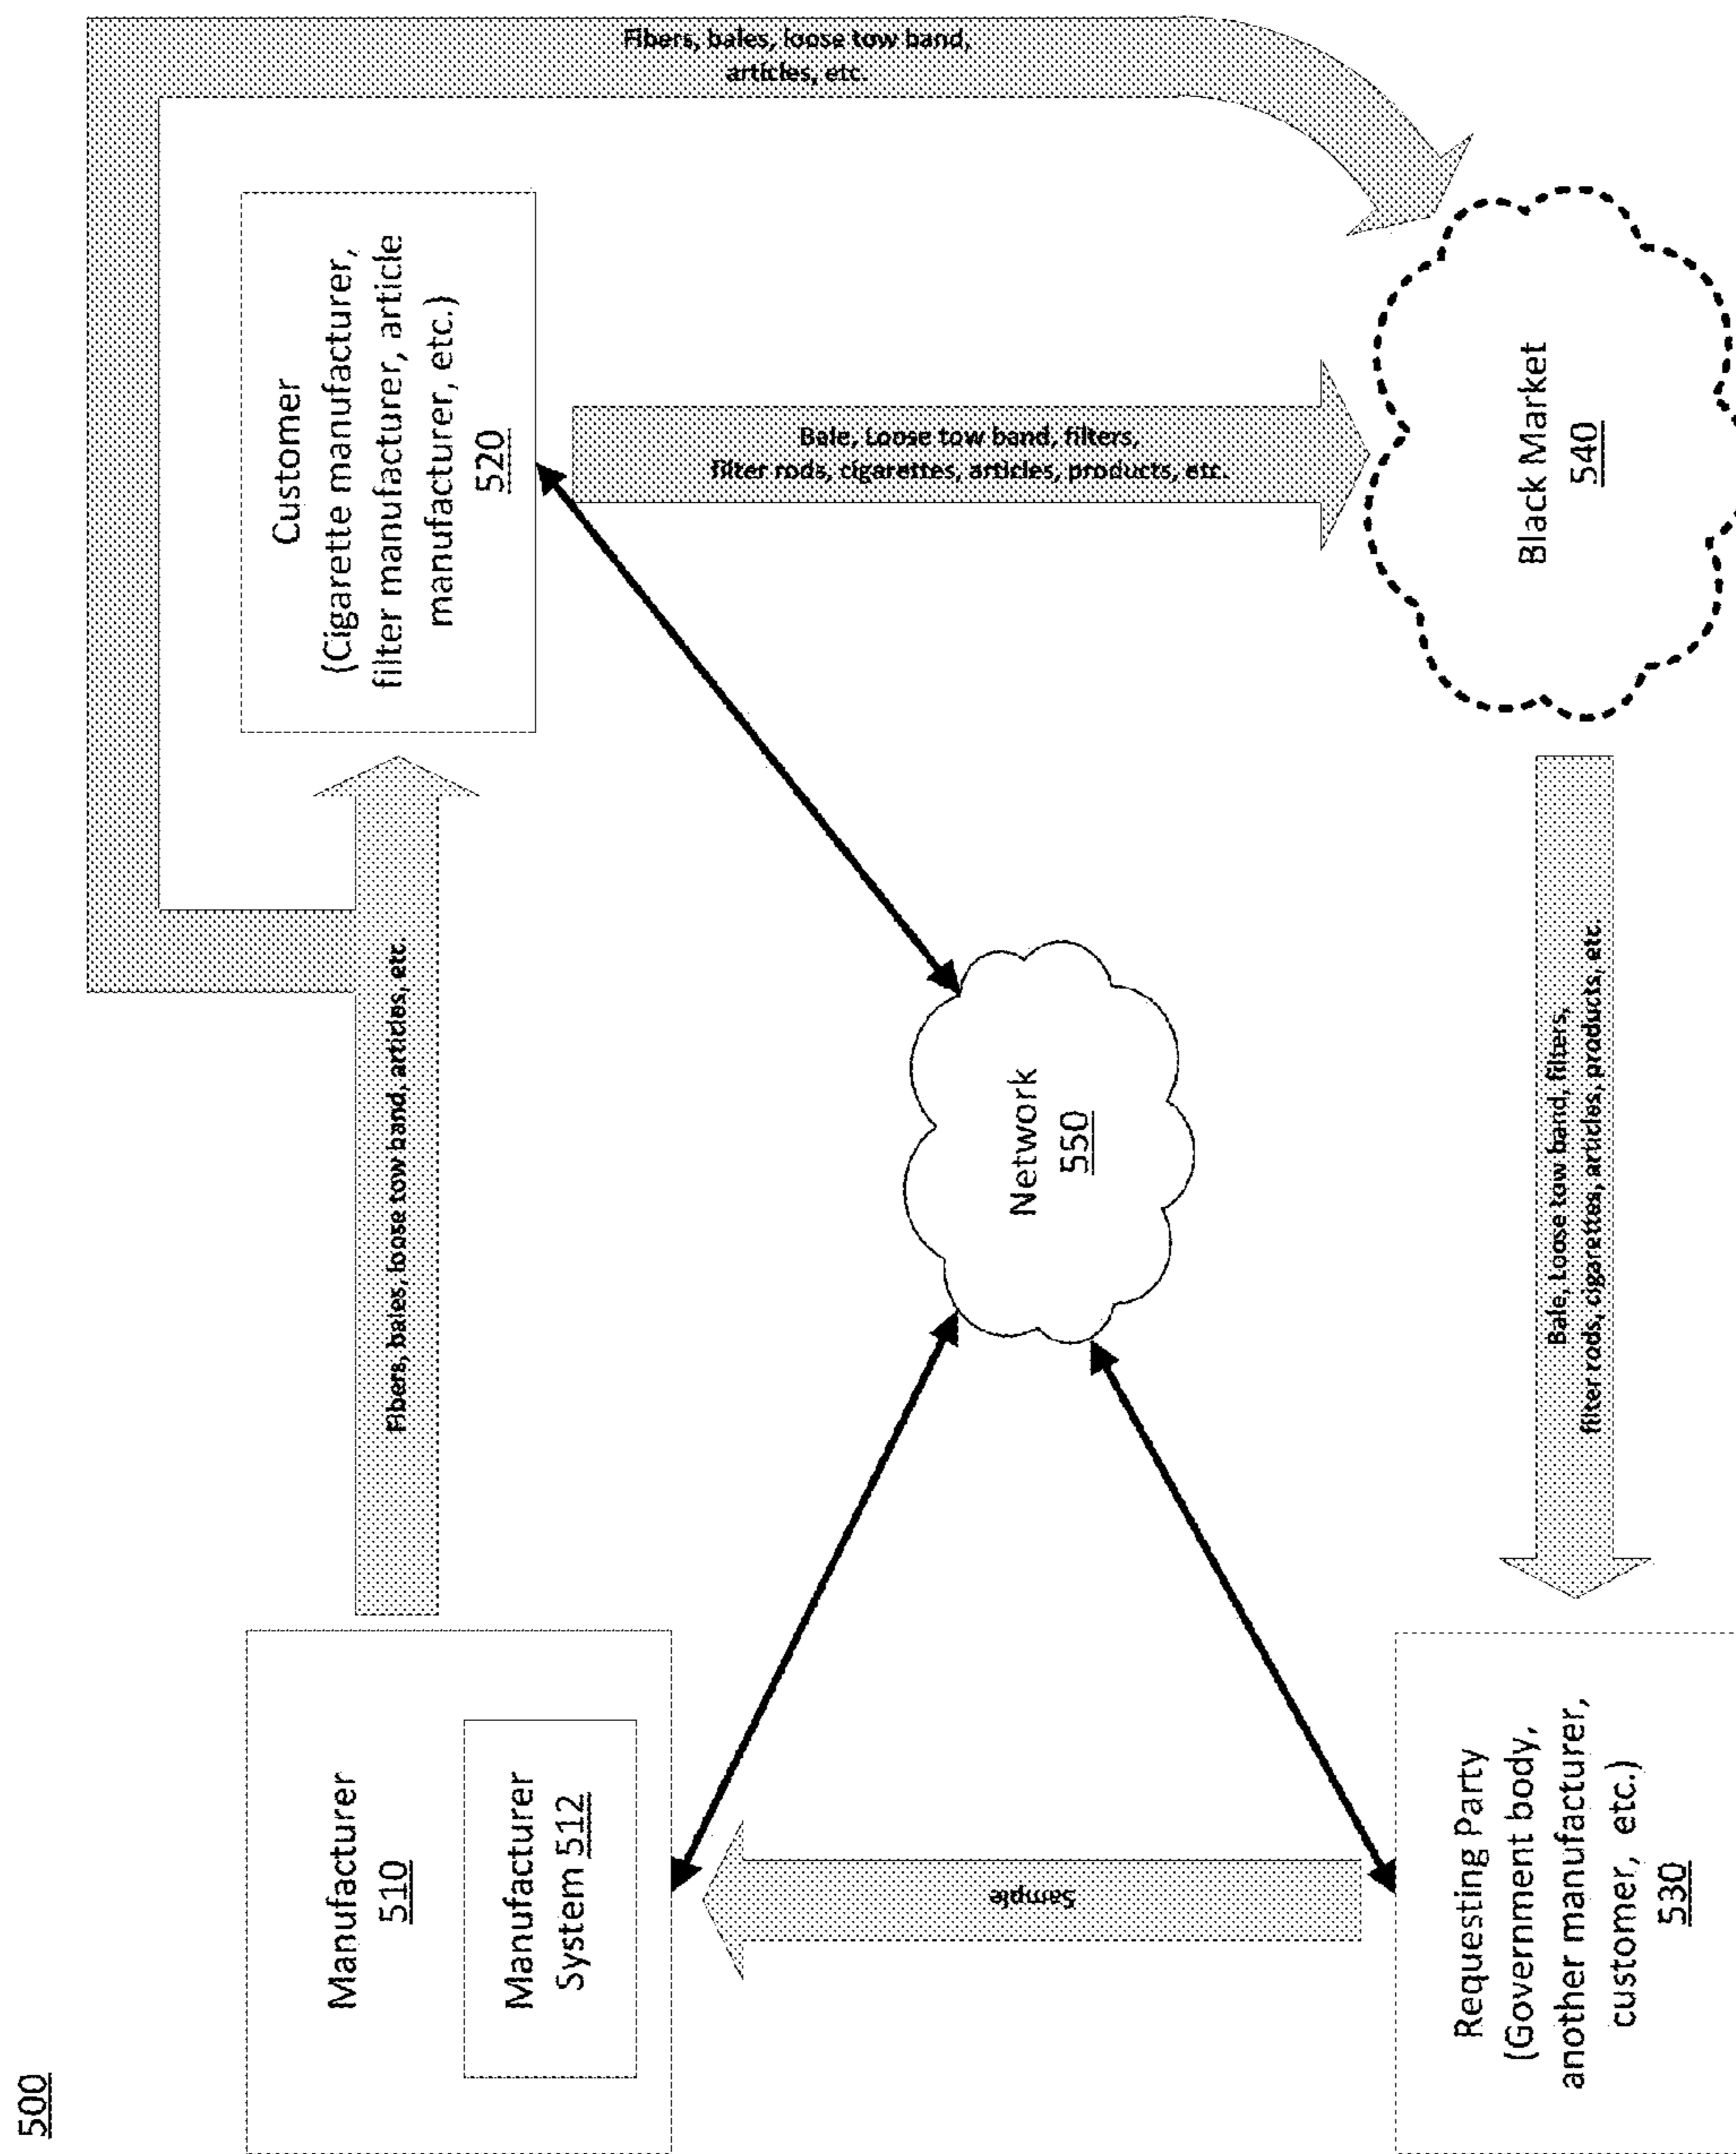 500
Manufacturer
510
Manufacturer
System 512
Fibers, bales, loose tow band, articles, etc
Customer
(Cigarette manufacturer,
filter manufacturer, article
manufacturer, etc.)
520
Fibers, bales, loose tow band,
articles, etc.
Bale, Loose tow band, filters,
filter rods, cigarettes, articles, products, etc.
Network
550
Sample
Requesting Party
(Government body,
another manufacturer,
customer, etc.)
530
Bale, Loose tow band, filters,
filter rods, cigarettes, articles, products, etc.
Black Market
540